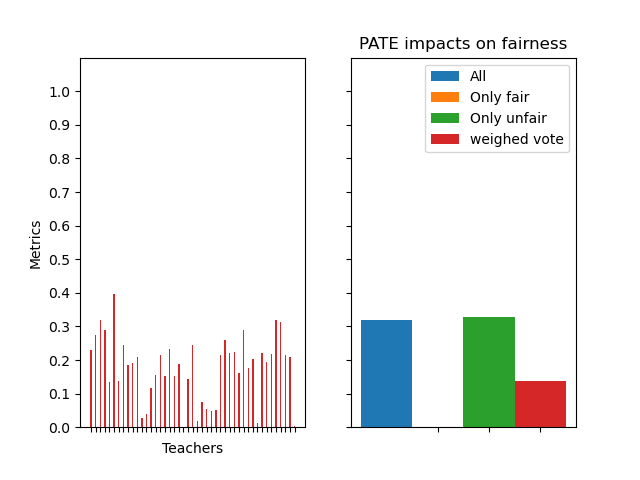 PATE impacts on fairness
1.0
0.9
0.8
0.7
0.6
0.5
0.4
0.3
0.2
0.1
0.0
Metrics
Teachers
All
Only fair
Only unfair
weighed vote